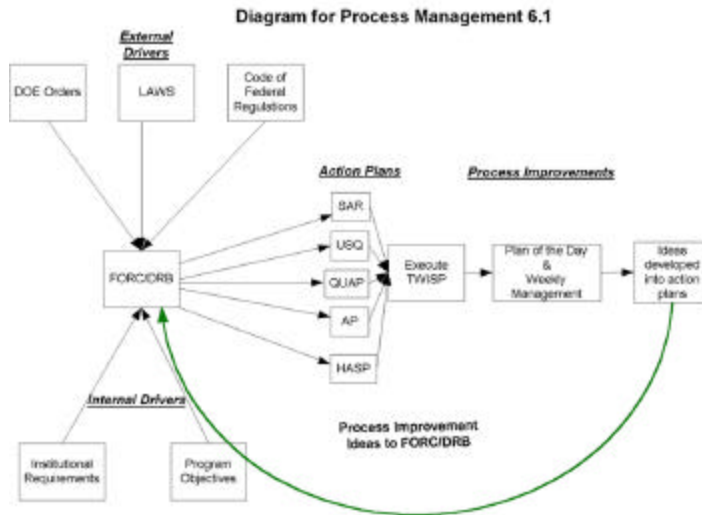 Diagram for Process Management 6.1
External
Drivers
DOE Orders
LAWS
Code of
Federal
Regulations
Action Plans
Process Improvements
SAR
USQ
QUAP
AP
HASP
FORC/DRB
Execute
TWISP
Plan of the Day
&
Weekly
Management
Ideas
developed
into action
plans
Internal Drivers
Process Improvement
Ideas to FORC/DRB
Institutional
Requirements
Program
Objectives